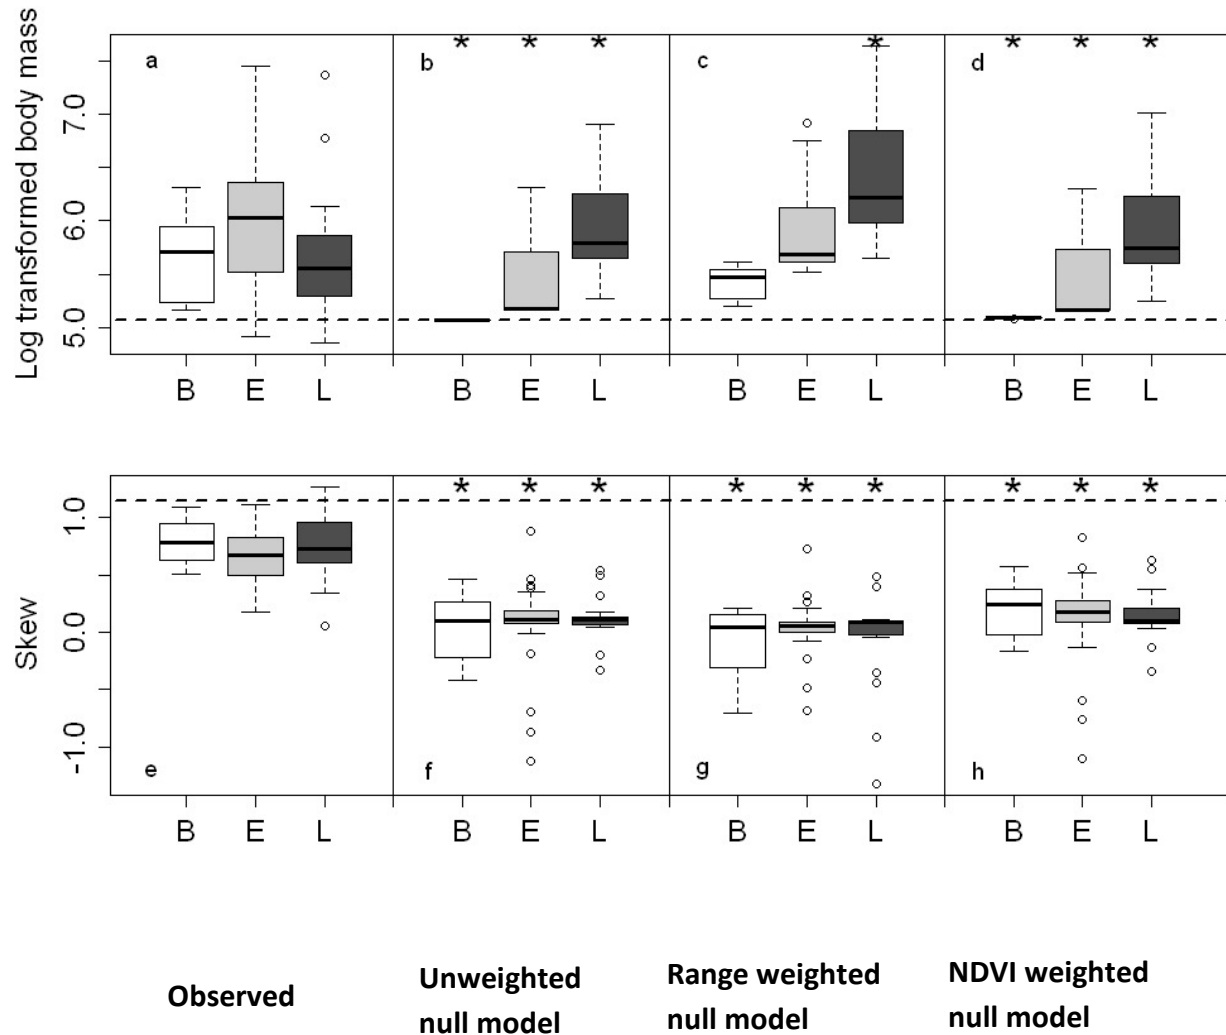 Log transformed body mass
7.0
6.0
5.0
a
* * *
b
*
c
* * *
d
B E L B E L B E L B E L
Skew
1.0
0.0
-1.0
* * *
* * *
* * *
e
f
g
h
B E L B E L B E L B E L
Observed
Unweighted
null model
Range weighted
null model
NDVI weighted
null model